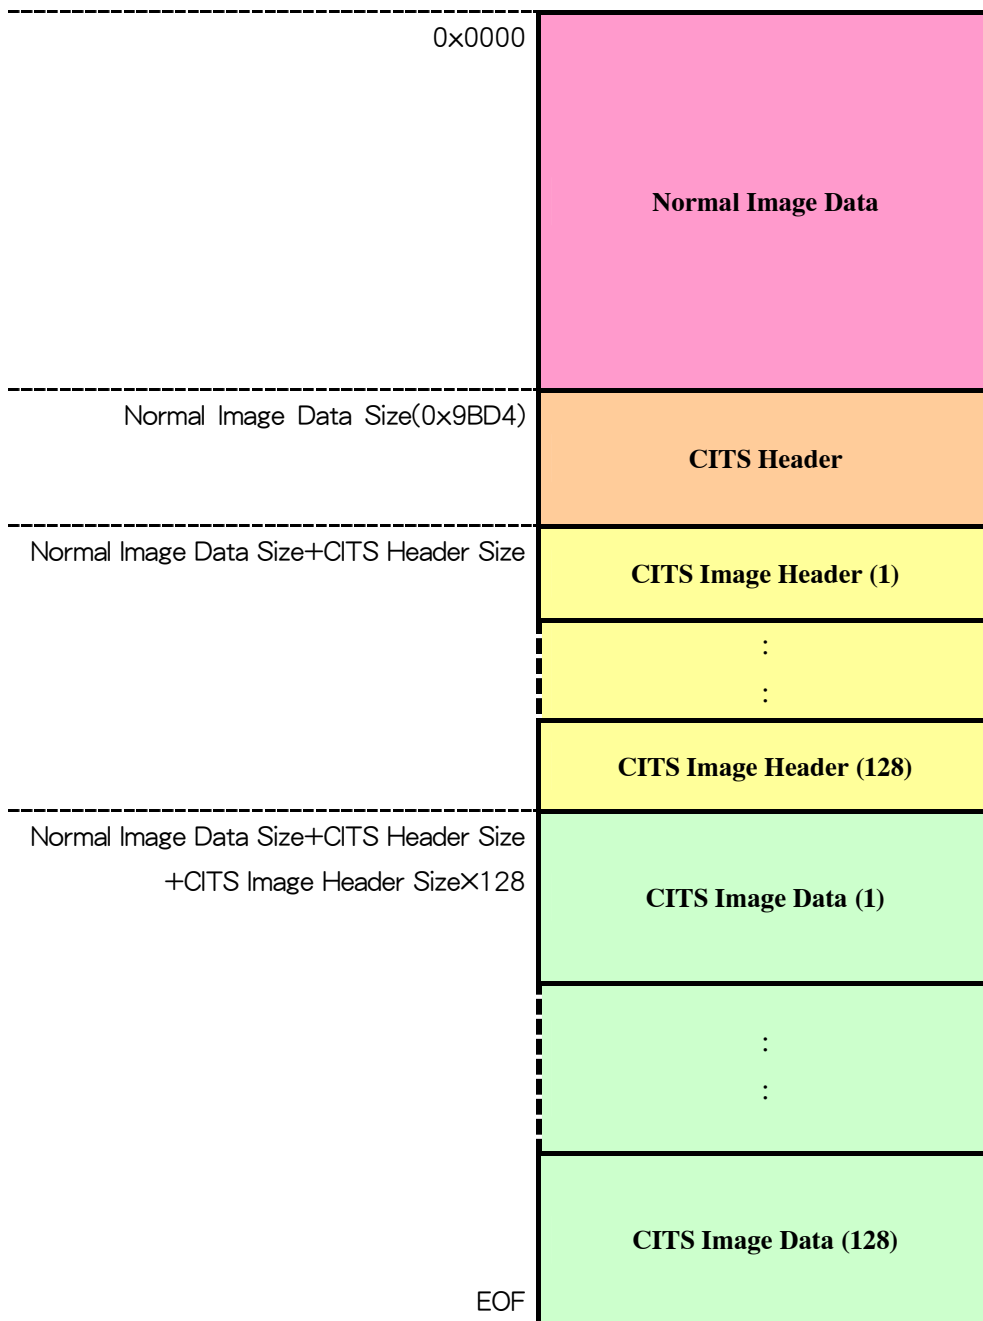 0x0000
Normal Image Data
Normal Image Data Size(0x9BD4)
CITS Header
Normal Image Data Size+CITS Header Size
CITS Image Header (1)
:
:
CITS Image Header (128)
Normal Image Data Size+CITS Header Size
+CITS Image Header Size×128
CITS Image Data (1)
:
:
CITS Image Data (128)
EOF